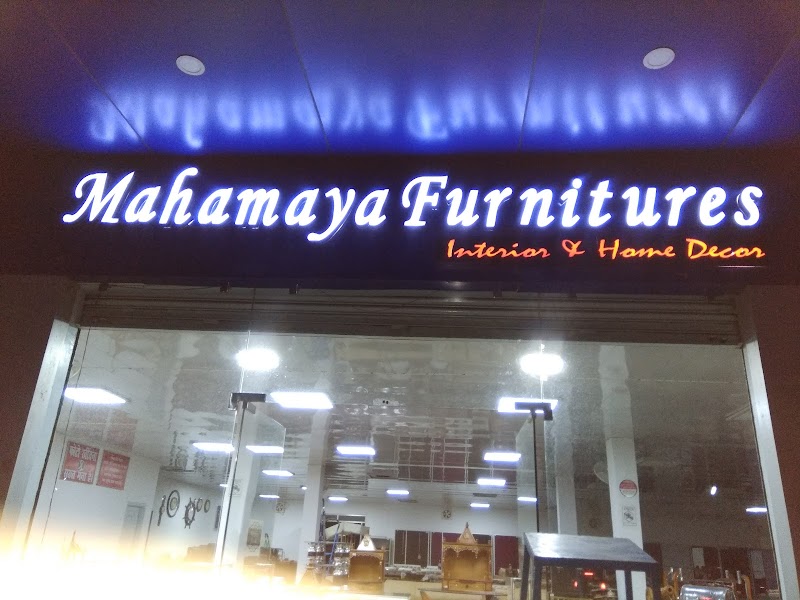 Mahamaya Furnitures
Interior & Home Decor